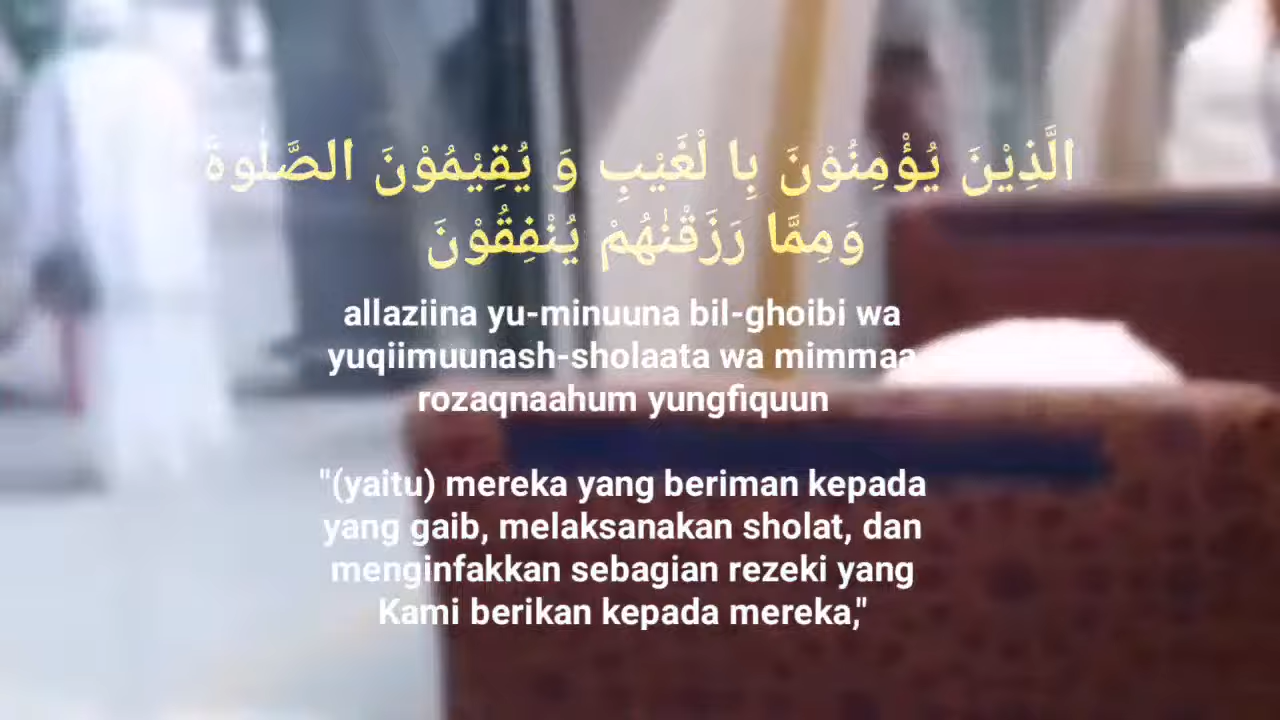 الَّذِيْنَ يُؤْمِنُوْنَ بِا لْغَيْبِ وَ يُقِيْمُوْنَ الصَّلٰوةَ
وَمِمَّا رَزَقْنٰهُمْ يُنْفِقُوْنَ
allaziina yu-minuuna bil-ghoibi wa
yuqiimuunash-sholaata wa mimmaa
rozaqnaahum yungfiquun
"(yaitu) mereka yang beriman kepada
yang gaib, melaksanakan sholat, dan
menginfakkan sebagian rezeki yang
Kami berikan kepada mereka,"